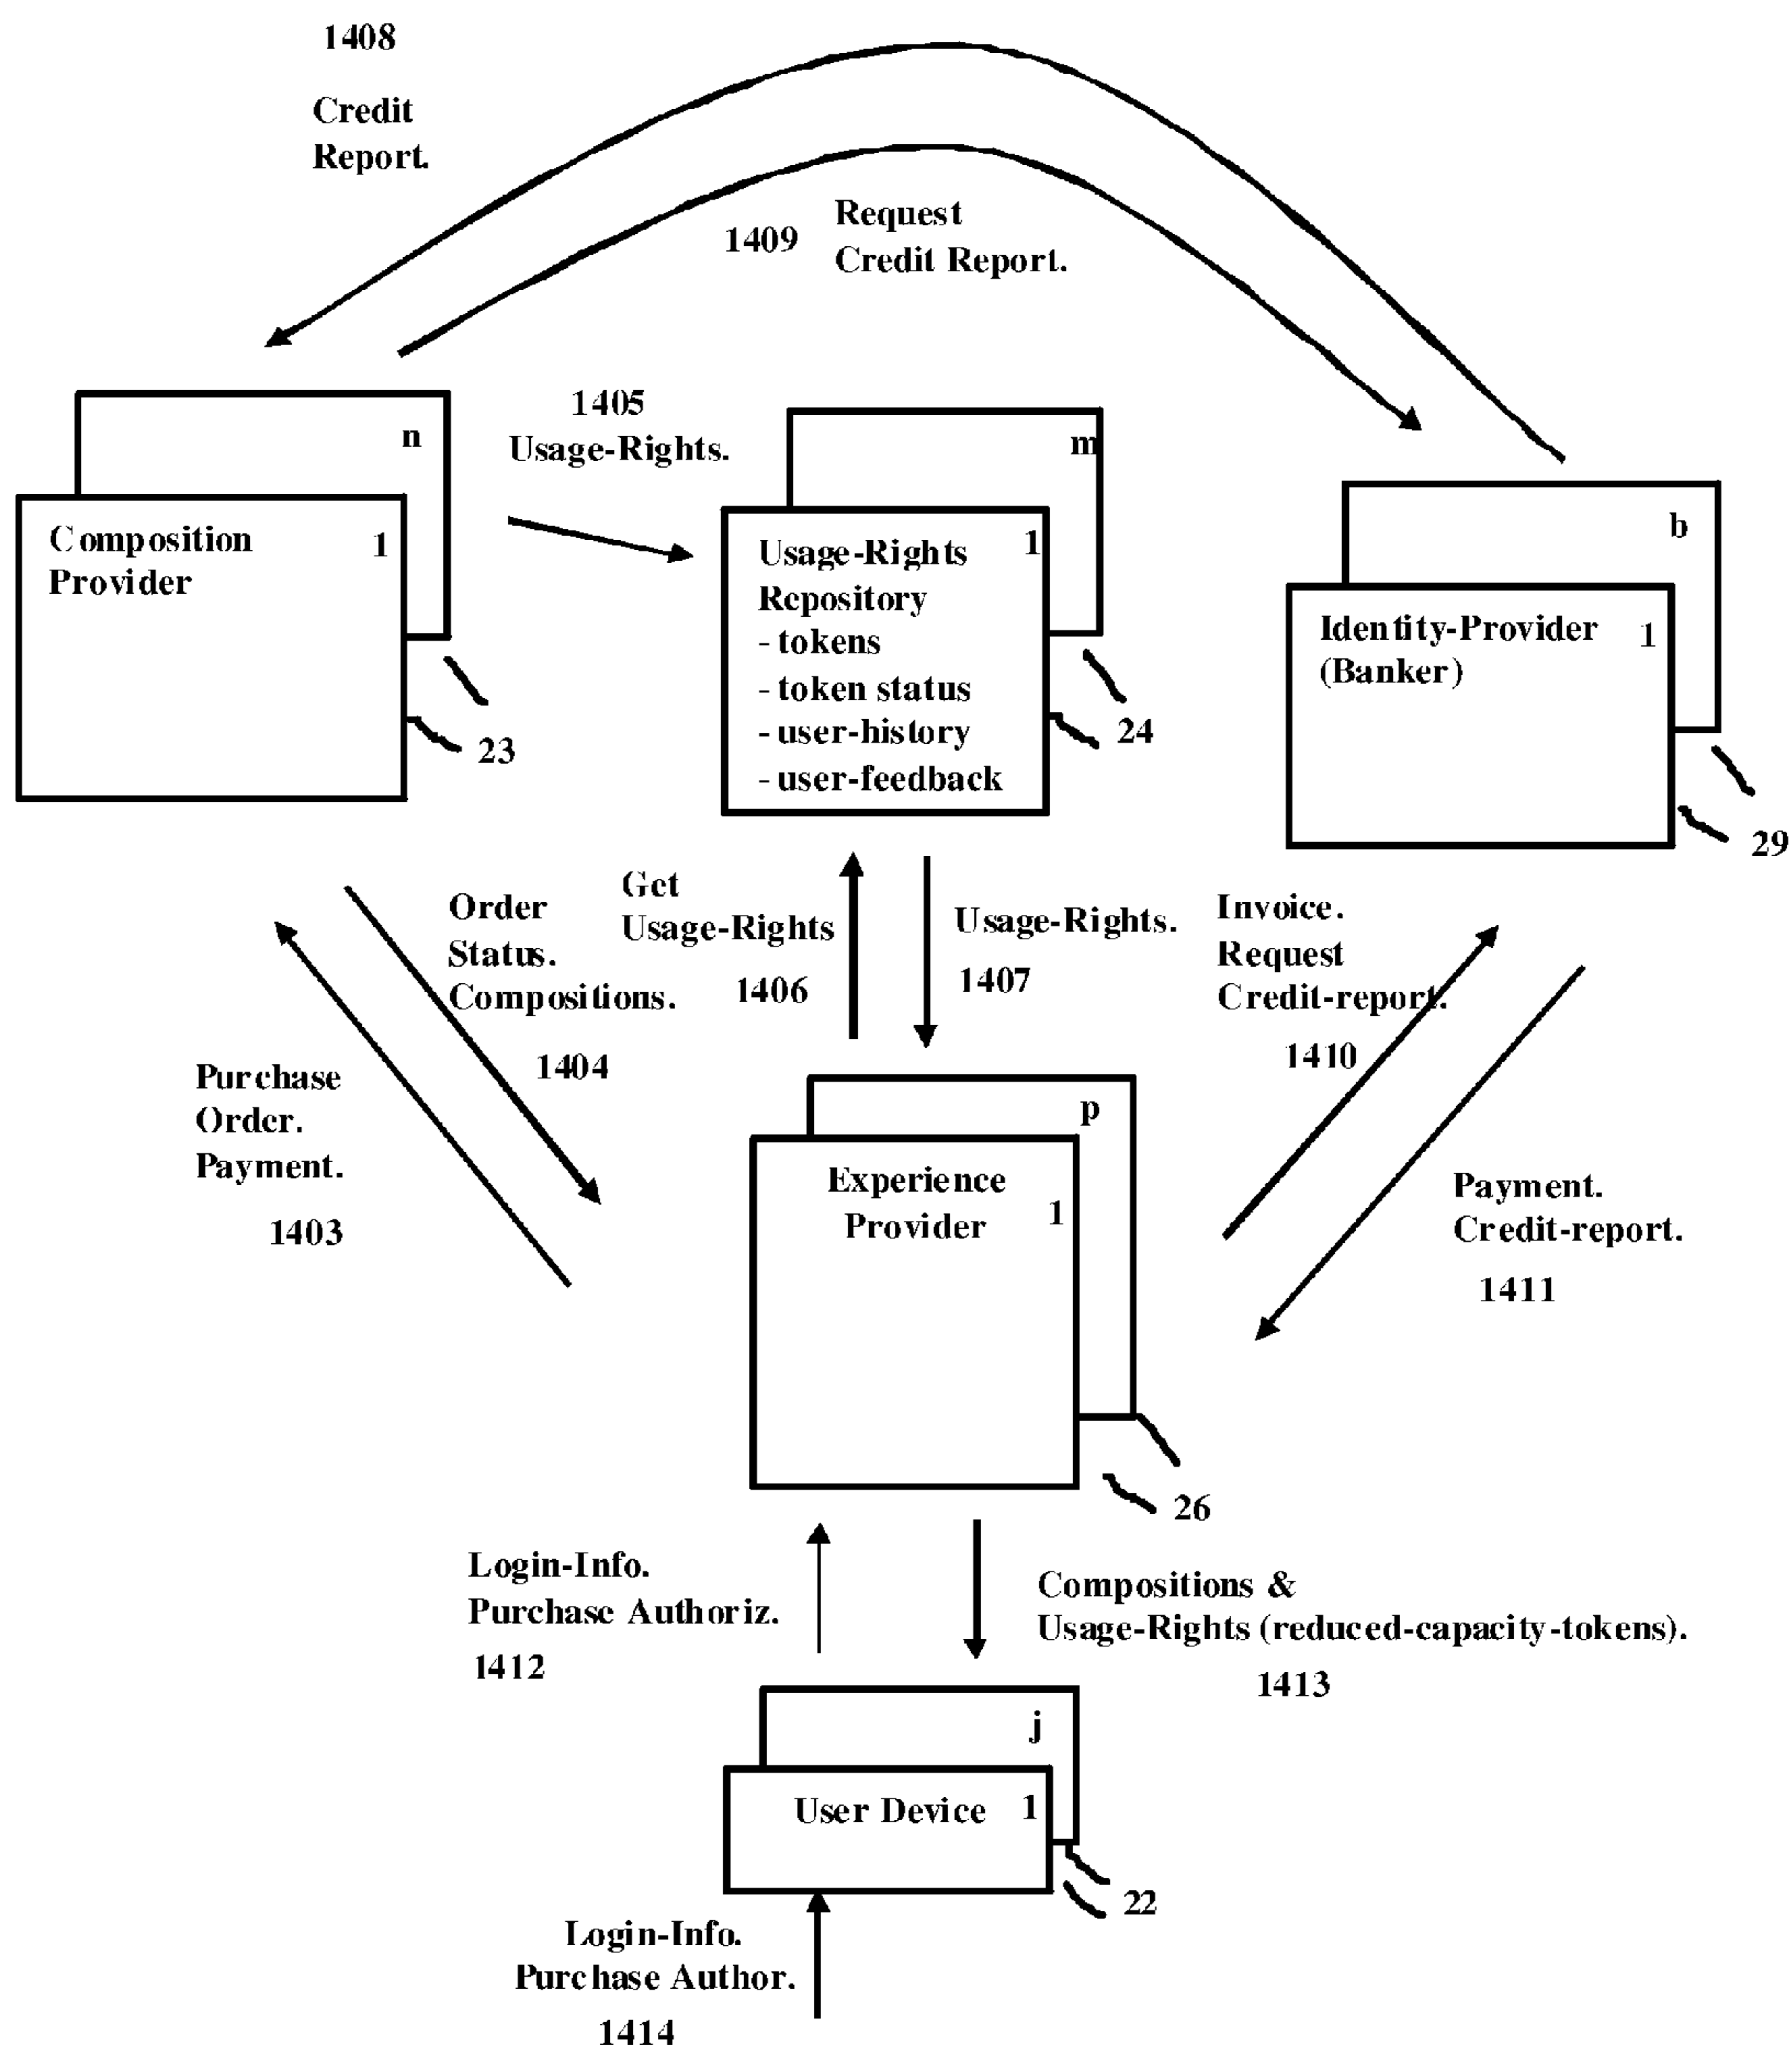 1408
Credit
Report.
1409
Request
Credit Report.
n
1405
Usage-Rights.
m
b
Composition
Provider
1
23
Usage-Rights
Repository
- tokens
- token status
- user-history
- user-feedback
1
24
Identity-Provider
(Banker)
1
29
Order
Status.
Compositions.
1404
Get
Usage-Rights
1406
Usage-Rights.
1407
Invoice.
Request
Credit-report.
1410
Purchase
Order.
Payment.
1403
p
Experience
Provider
1
26
Payment.
Credit-report.
1411
Login-Info.
Purchase Authoriz.
1412
Compositions &
Usage-Rights (reduced-capacity-tokens).
1413
j
User Device
1
22
Login-Info.
Purchase Author.
1414